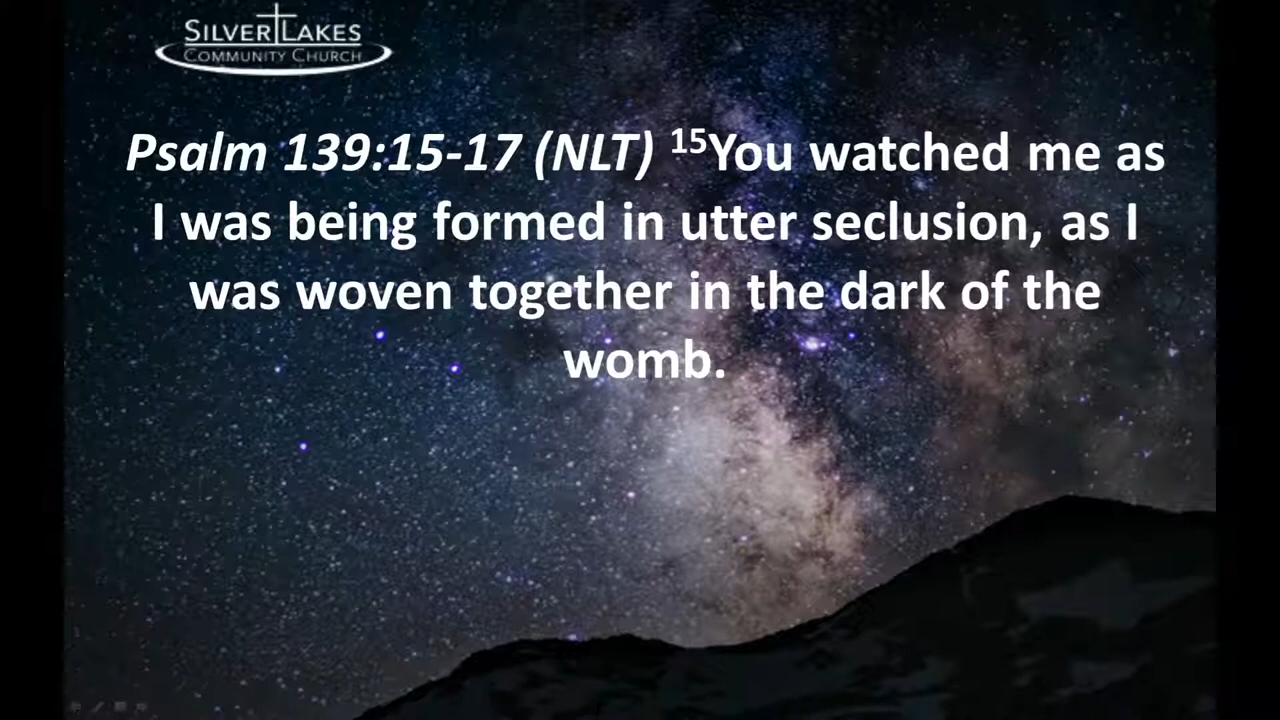 SILVER LAKES
COMMUNITY CHURCH
Psalm 139:15-17 (NLT) ¹⁵You watched me as
I was being formed in utter seclusion, as I
was woven together in the dark of the
womb.